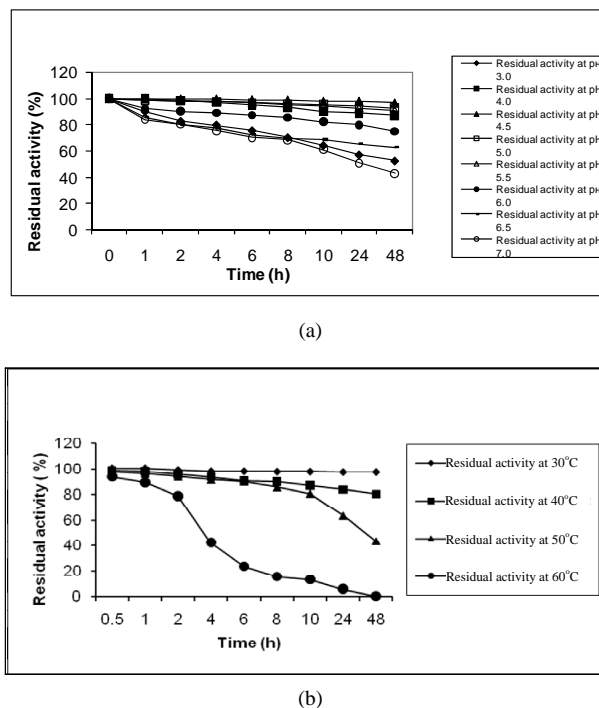 120
100
80
60
40
20
0
Residual activity (%)
0 1 2 4 6 8 10 24 48
Time (h)
Residual activity at pH
3.0
Residual activity at pH
4.0
Residual activity at pH
4.5
Residual activity at pH
5.0
Residual activity at pH
5.5
Residual activity at pH
6.0
Residual activity at pH
6.5
Residual activity at pH
7.0
(a)
120
100
80
60
40
20
0
Residual activity (%)
0.5 1 2 4 6 8 10 24 48
Time (h)
Residual activity at 30°C
Residual activity at 40°C
Residual activity at 50°C
Residual activity at 60°C
(b)